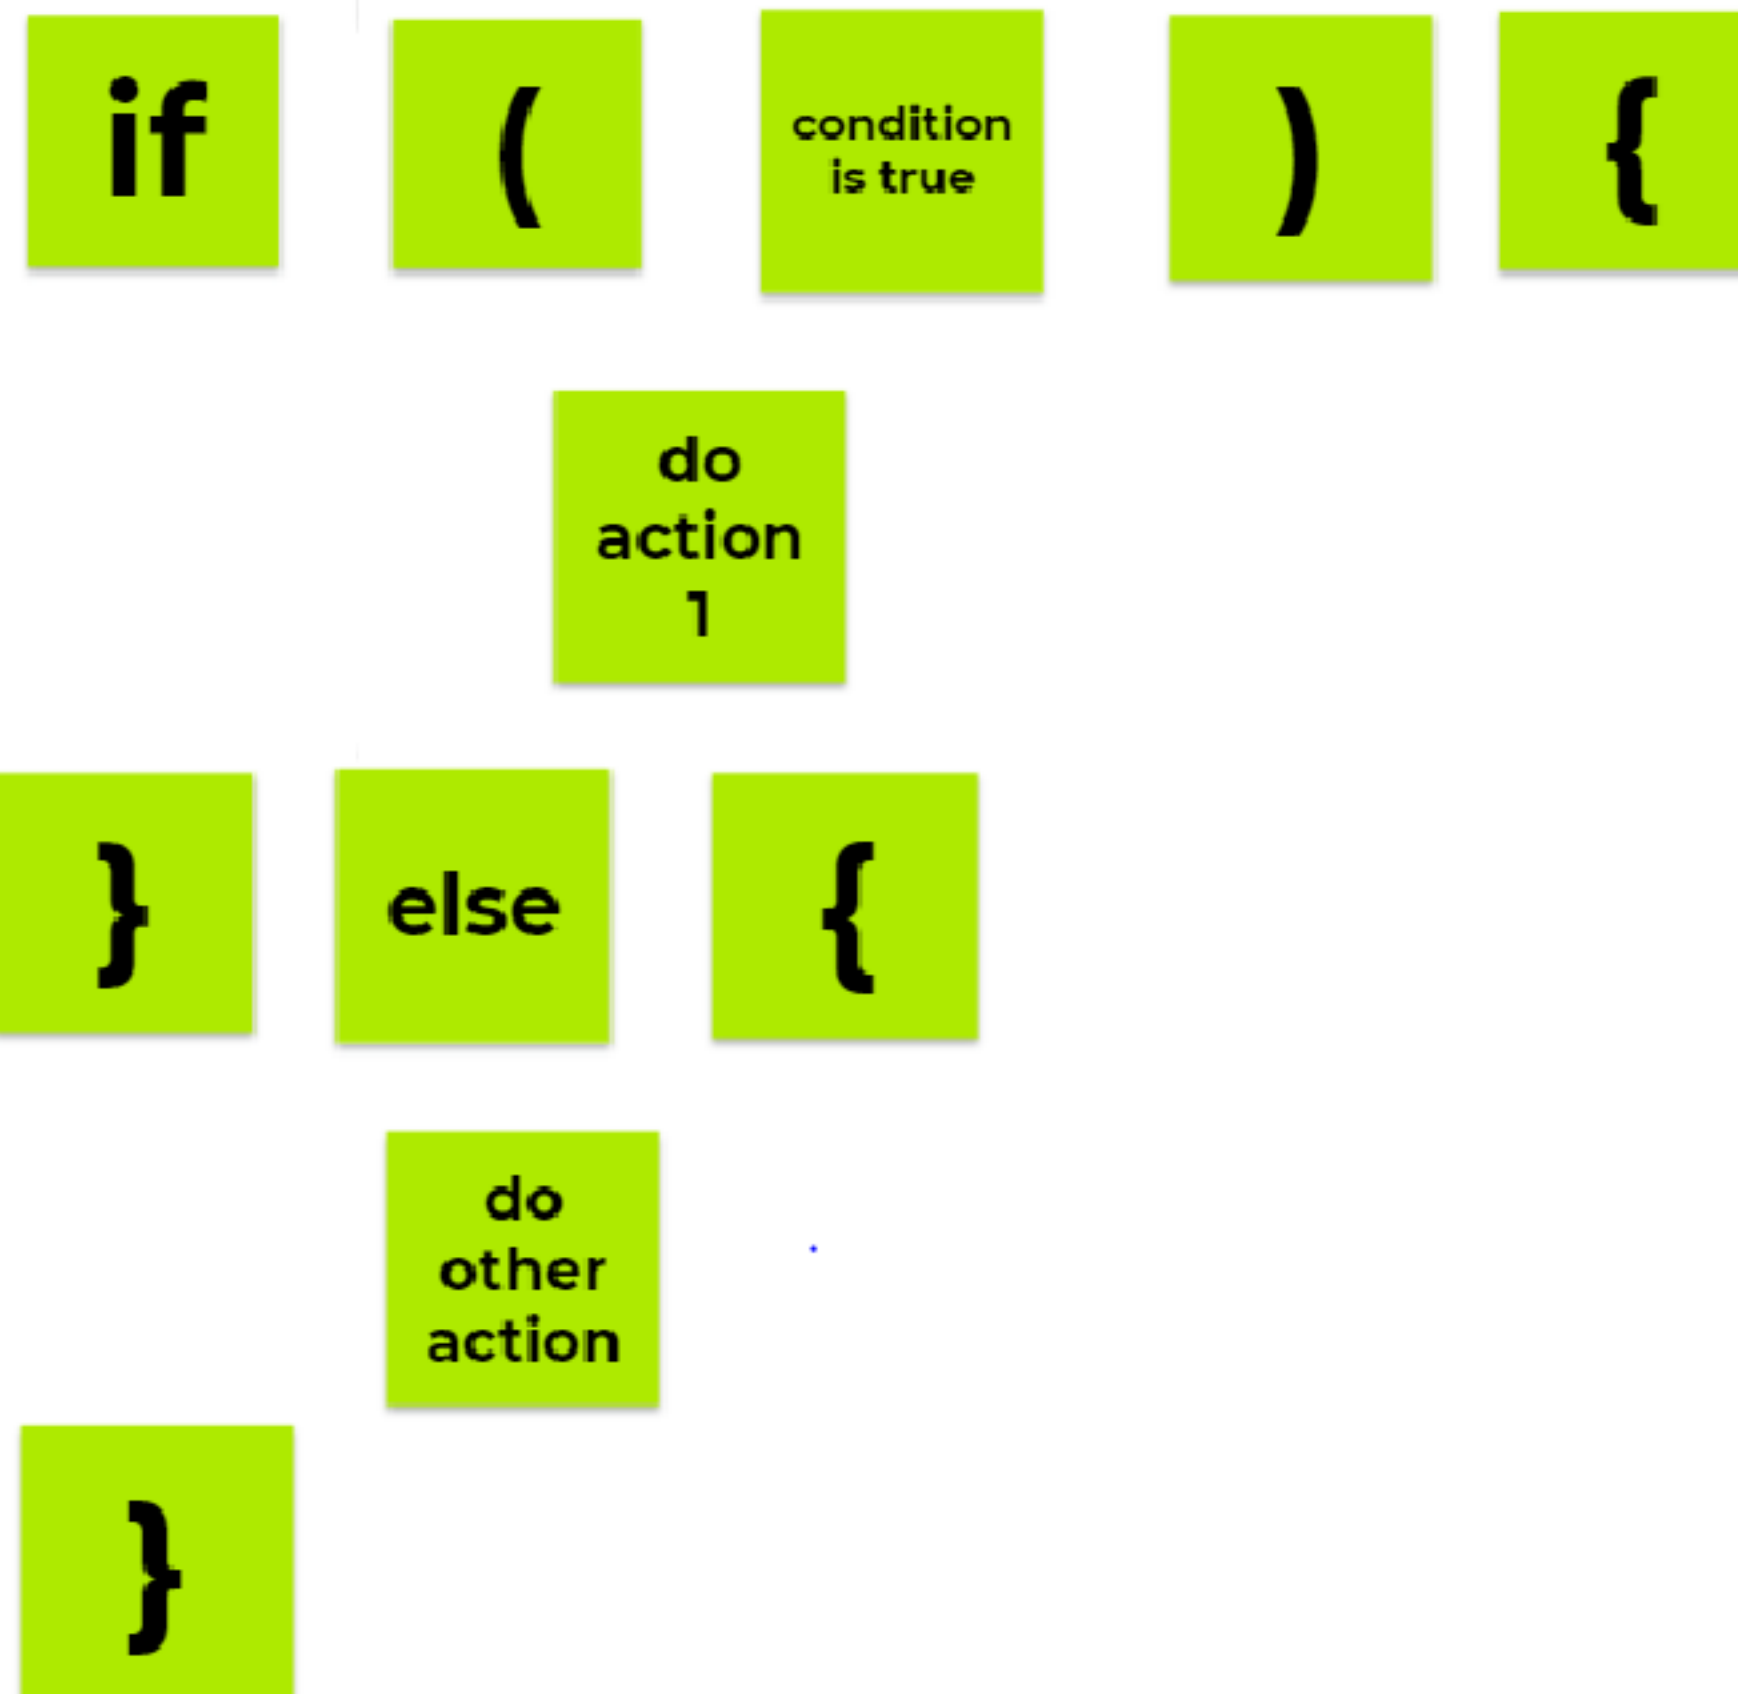 if ( condition is true ) {
do
action
1
} else {
do
other
action
}